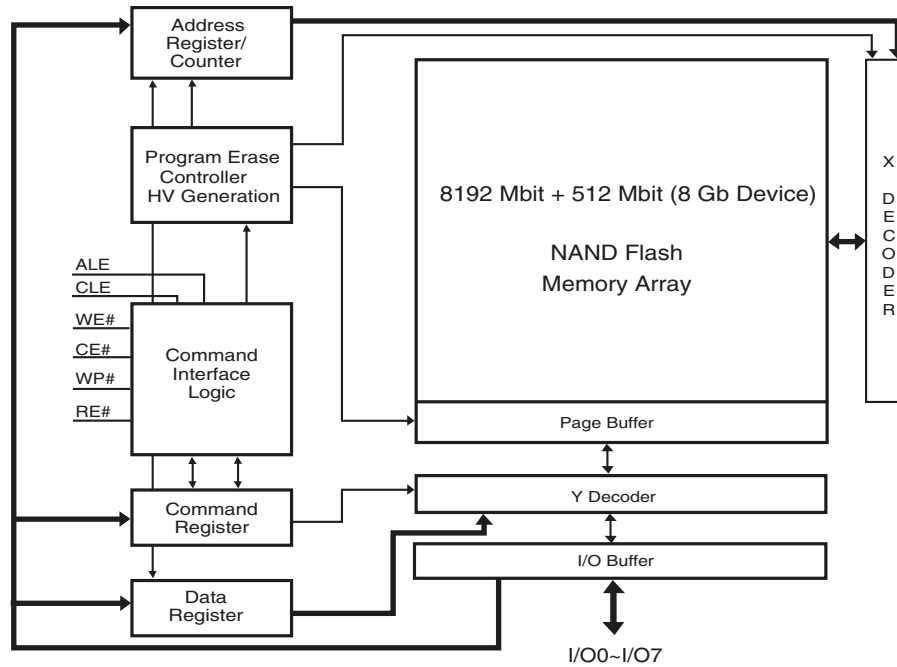 Address
Register/
Counter
Program Erase
Controller
HV Generation
8192 Mbit + 512 Mbit (8 Gb Device)
NAND Flash
Memory Array
X
D
E
C
O
D
E
R
ALE
CLE
WE#
CE#
WP#
RE#
Command
Interface
Logic
Page Buffer
Command
Register
Y Decoder
I/O Buffer
Data
Register
I/O0~I/O7